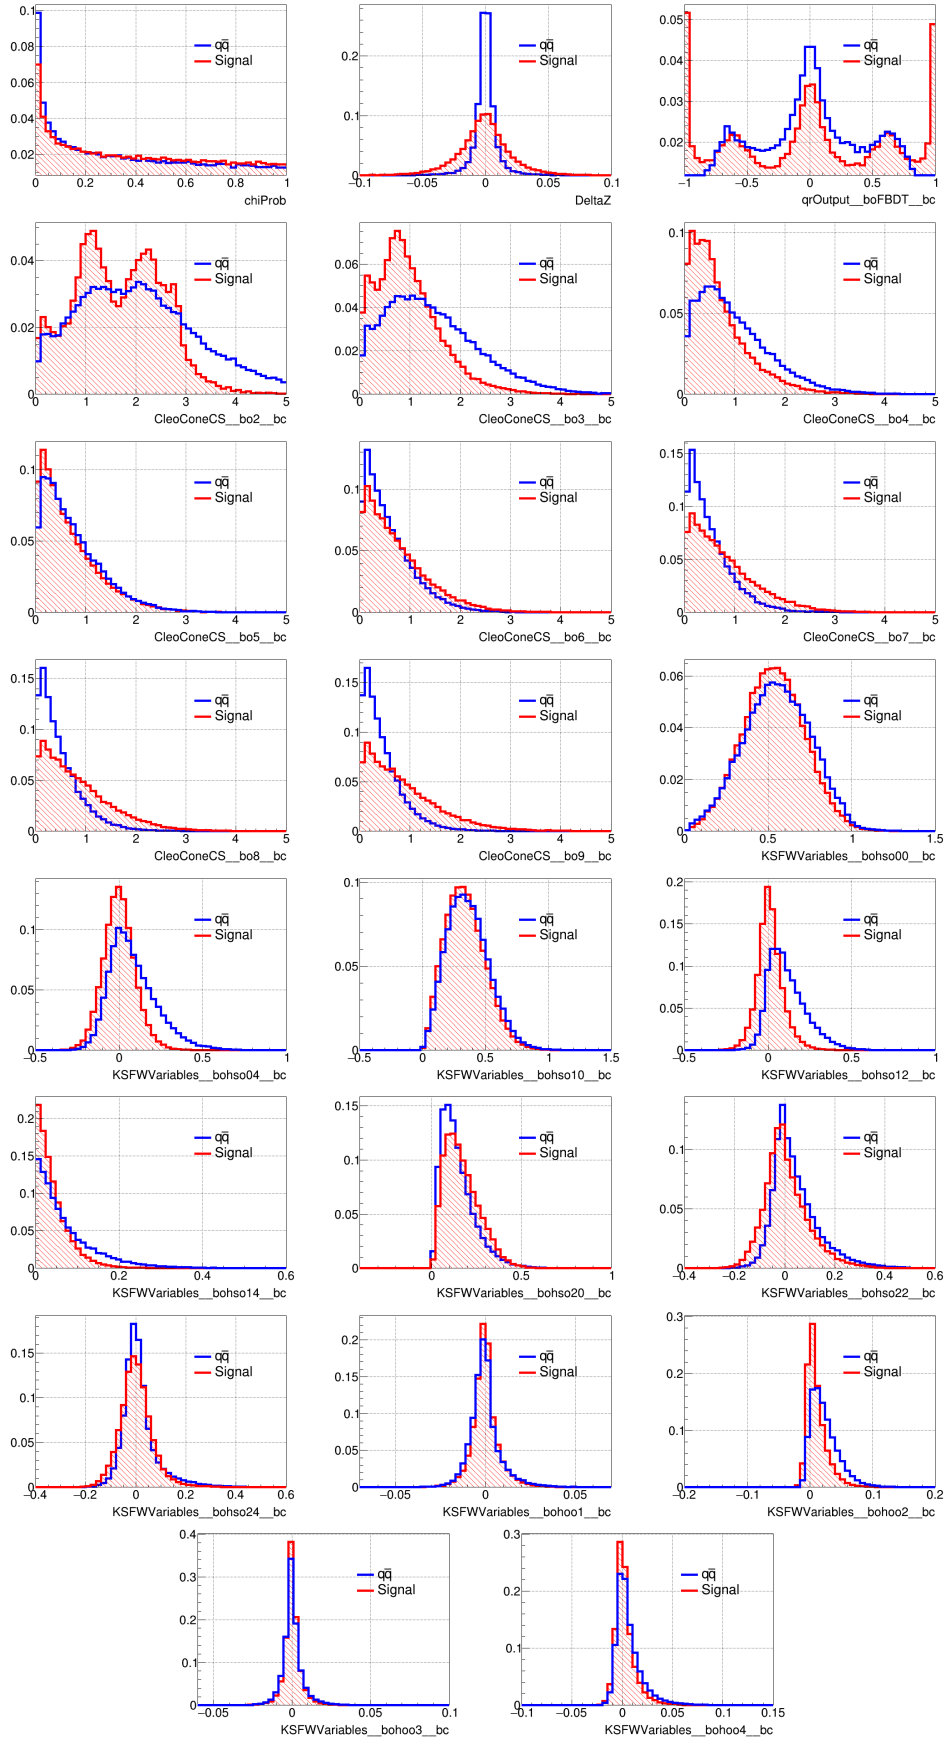 0.1
0.08
0.06
0.04
0.02
qq̅
Signal
0 0.2 0.4 0.6 0.8 1
chiProb
0.2
0.1
0
qq̅
Signal
−0.1 −0.05 0 0.05 0.1
DeltaZ
0.05
0.04
0.03
0.02
qq̅
Signal
−1 −0.5 0 0.5 1
qrOutput__boFBDT__bc
0.04
0.02
0
qq̅
Signal
0 1 2 3 4 5
CleoConeCS__bo2__bc
0.06
0.04
0.02
0
qq̅
Signal
0 1 2 3 4 5
CleoConeCS__bo3__bc
0.1
0.05
0
qq̅
Signal
0 1 2 3 4 5
CleoConeCS__bo4__bc
0.1
0.05
0
qq̅
Signal
0 1 2 3 4 5
CleoConeCS__bo5__bc
0.1
0.05
0
qq̅
Signal
0 1 2 3 4 5
CleoConeCS__bo6__bc
0.15
0.1
0.05
0
qq̅
Signal
0 1 2 3 4 5
CleoConeCS__bo7__bc
0.15
0.1
0.05
0
qq̅
Signal
0 1 2 3 4 5
CleoConeCS__bo8__bc
0.15
0.1
0.05
0
qq̅
Signal
0 1 2 3 4 5
CleoConeCS__bo9__bc
0.06
0.04
0.02
0
qq̅
Signal
0 0.5 1 1.5
KSFWVariables__bohso00__bc
0.1
0.05
0
qq̅
Signal
−0.5 0 0.5 1
KSFWVariables__bohso04__bc
0.1
0.05
0
qq̅
Signal
−0.5 0 0.5 1 1.5
KSFWVariables__bohso10__bc
0.2
0.15
0.1
0.05
0
qq̅
Signal
−0.5 0 0.5 1
KSFWVariables__bohso12__bc
0.2
0.15
0.1
0.05
0
qq̅
Signal
0 0.2 0.4 0.6
KSFWVariables__bohso14__bc
0.15
0.1
0.05
0
qq̅
Signal
0 0.5 1
KSFWVariables__bohso20__bc
0.1
0.05
0
qq̅
Signal
−0.4 −0.2 0 0.2 0.4 0.6
KSFWVariables__bohso22__bc
0.15
0.1
0.05
0
qq̅
Signal
−0.4 −0.2 0 0.2 0.4 0.6
KSFWVariables__bohso24__bc
0.2
0.15
0.1
0.05
0
qq̅
Signal
−0.05 0 0.05
KSFWVariables__bohoo1__bc
0.3
0.2
0.1
0
qq̅
Signal
−0.2 −0.1 0 0.1 0.2
KSFWVariables__bohoo2__bc
0.4
0.3
0.2
0.1
0
qq̅
Signal
−0.05 0 0.05 0.1
KSFWVariables__bohoo3__bc
0.3
0.2
0.1
0
qq̅
Signal
−0.1 −0.05 0 0.05 0.1 0.15
KSFWVariables__bohoo4__bc